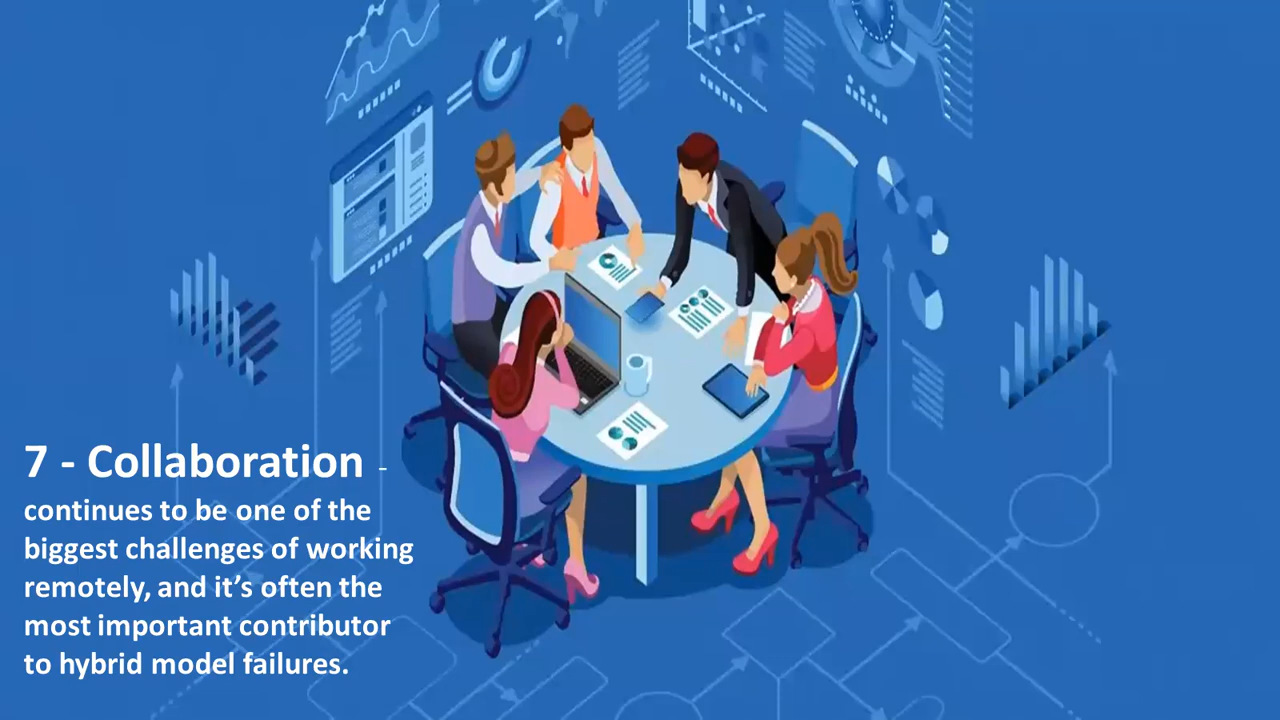 7 - Collaboration -
continues to be one of the
biggest challenges of working
remotely, and it’s often the
most important contributor
to hybrid model failures.